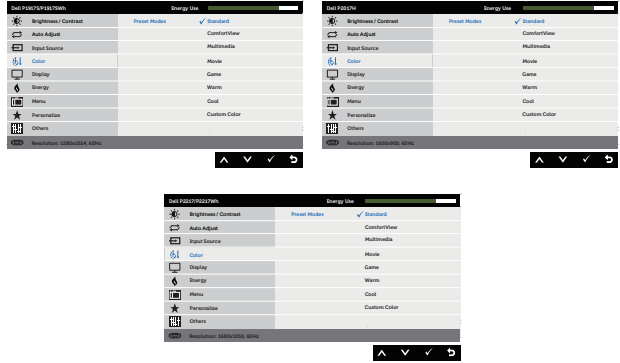 Dell P1917S/P1917SWh Energy Use
Brightness / Contrast Preset Modes ✓ Standard
Auto Adjust ComfortView
Input Source Multimedia
Color Movie
Display Game
Energy Warm
Menu Cool
Personalize Custom Color
Others
Resolution: 1280x1024, 60Hz
Dell P2017H Energy Use
Brightness / Contrast Preset Modes ✓ Standard
Auto Adjust ComfortView
Input Source Multimedia
Color Movie
Display Game
Energy Warm
Menu Cool
Personalize Custom Color
Others
Resolution: 1600x900, 60Hz
Dell P2217/P2217Wh Energy Use
Brightness / Contrast Preset Modes ✓ Standard
Auto Adjust ComfortView
Input Source Multimedia
Color Movie
Display Game
Energy Warm
Menu Cool
Personalize Custom Color
Others
Resolution: 1680x1050, 60Hz